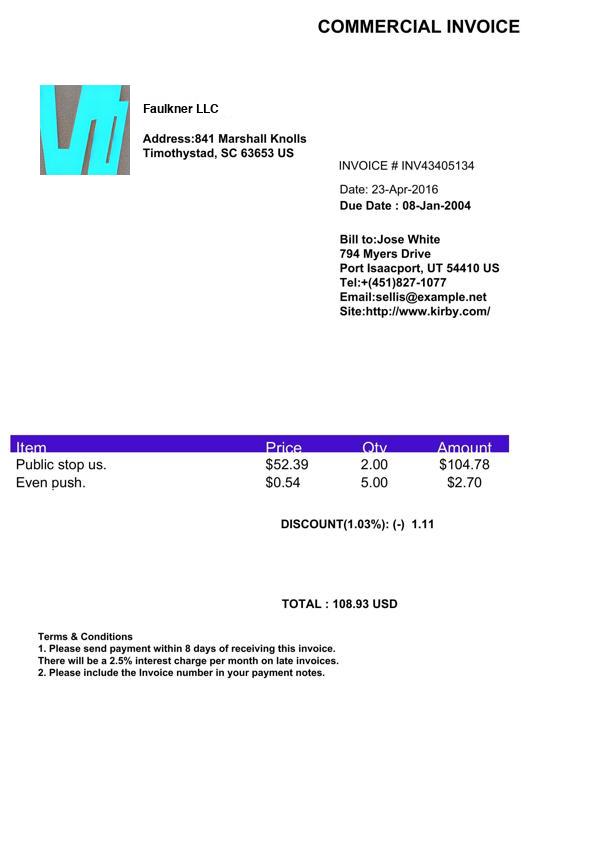 COMMERCIAL INVOICE
Faulkner LLC
Address:841 Marshall Knolls
Timothystad, SC 63653 US
INVOICE # INV43405134
Date: 23-Apr-2016
Due Date : 08-Jan-2004
Bill to:Jose White
794 Myers Drive
Port Isaacport, UT 54410 US
Tel:+(451)827-1077
Email:sellis@example.net
Site:http://www.kirby.com/
Item Price Qty Amount
Public stop us. $52.39 2.00 $104.78
Even push. $0.54 5.00 $2.70
DISCOUNT(1.03%): (-) 1.11
TOTAL : 108.93 USD
Terms & Conditions
1. Please send payment within 8 days of receiving this invoice.
There will be a 2.5% interest charge per month on late invoices.
2. Please include the Invoice number in your payment notes.